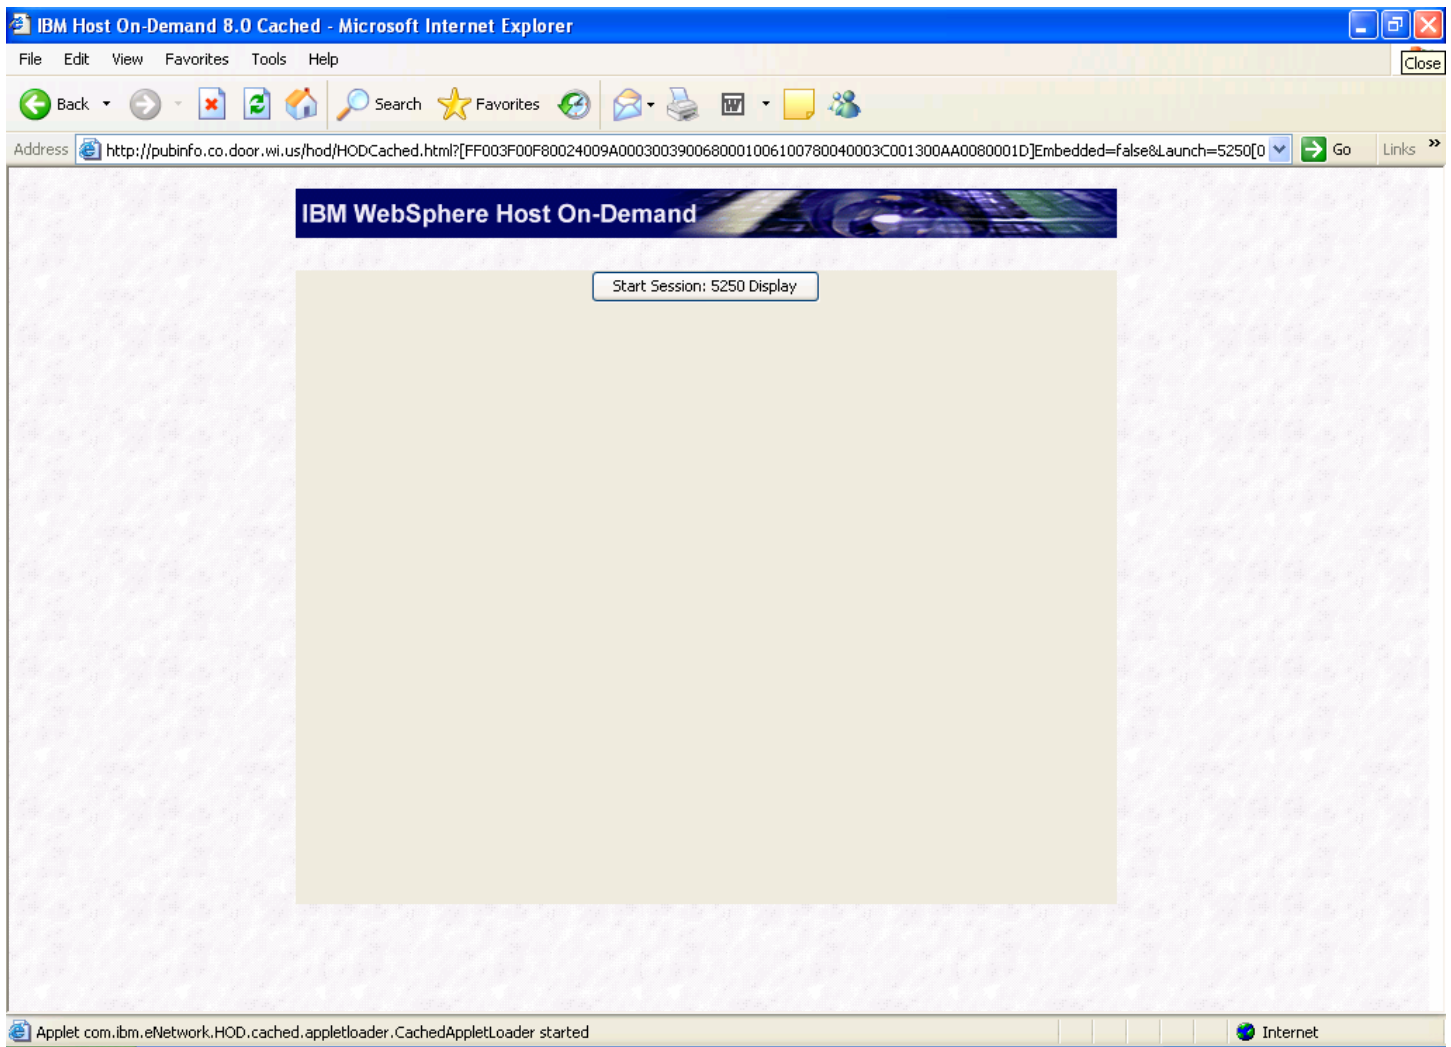 IBM Host On-Demand 8.0 Cached - Microsoft Internet Explorer
File Edit View Favorites Tools Help
Close
Back Search Favorites
Address http://pubinfo.co.door.wi.us/hod/HODCached.html?[FF003F00F80024009A0003003900680001006100780040003C001300AA0080001D]Embedded=false&Launch=5250[0 Go Links »
IBM WebSphere Host On-Demand
Start Session: 5250 Display
Applet com.ibm.eNetwork.HOD.cached.appletloader.CachedAppletLoader started Internet